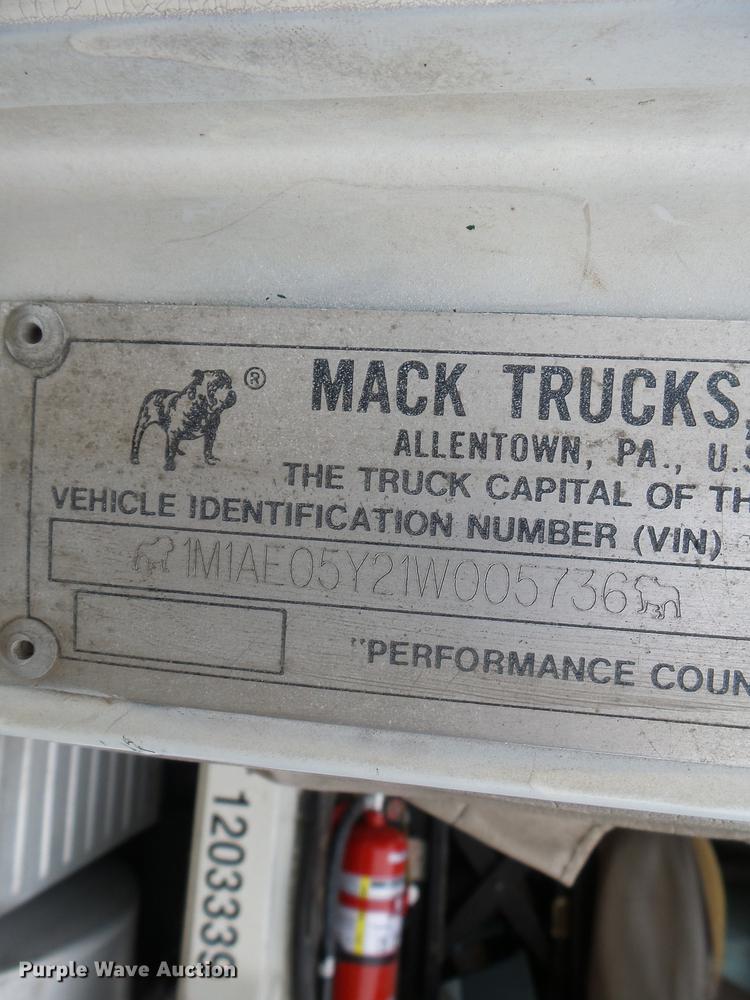 ®
MACK TRUCKS,
ALLENTOWN, PA., U.S
THE TRUCK CAPITAL OF TH
VEHICLE IDENTIFICATION NUMBER (VIN)
1M1AE05Y21W005736
"PERFORMANCE COUN
1203339
Purple Wave Auction